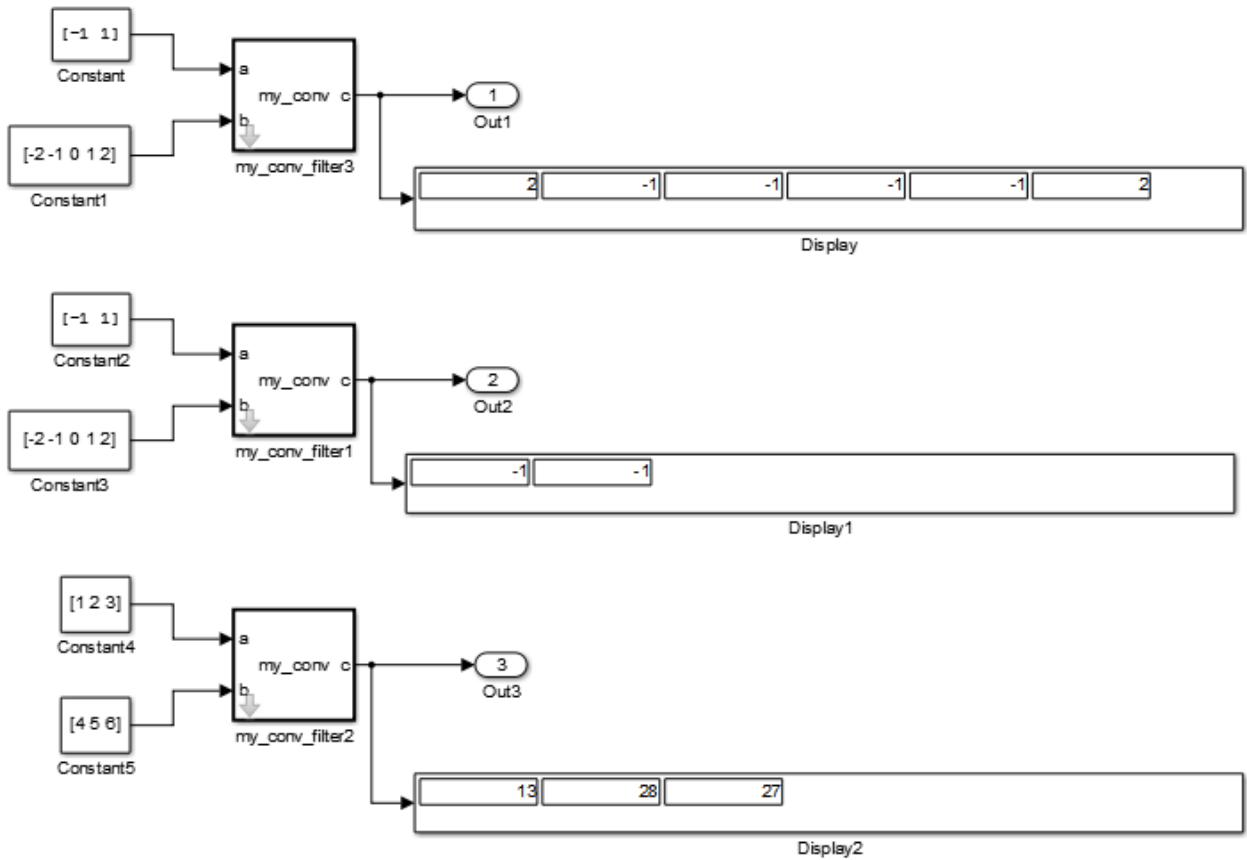 [-1 1]
Constant
a
my_conv c
b
my_conv_filter3
1
Out1
[-2 -1 0 1 2]
Constant1
2 -1 -1 -1 -1 2
Display
[-1 1]
Constant2
a
my_conv c
b
my_conv_filter1
2
Out2
[-2 -1 0 1 2]
Constant3
-1 -1
Display1
[1 2 3]
Constant4
a
my_conv c
b
my_conv_filter2
3
Out3
[4 5 6]
Constant5
13 28 27
Display2